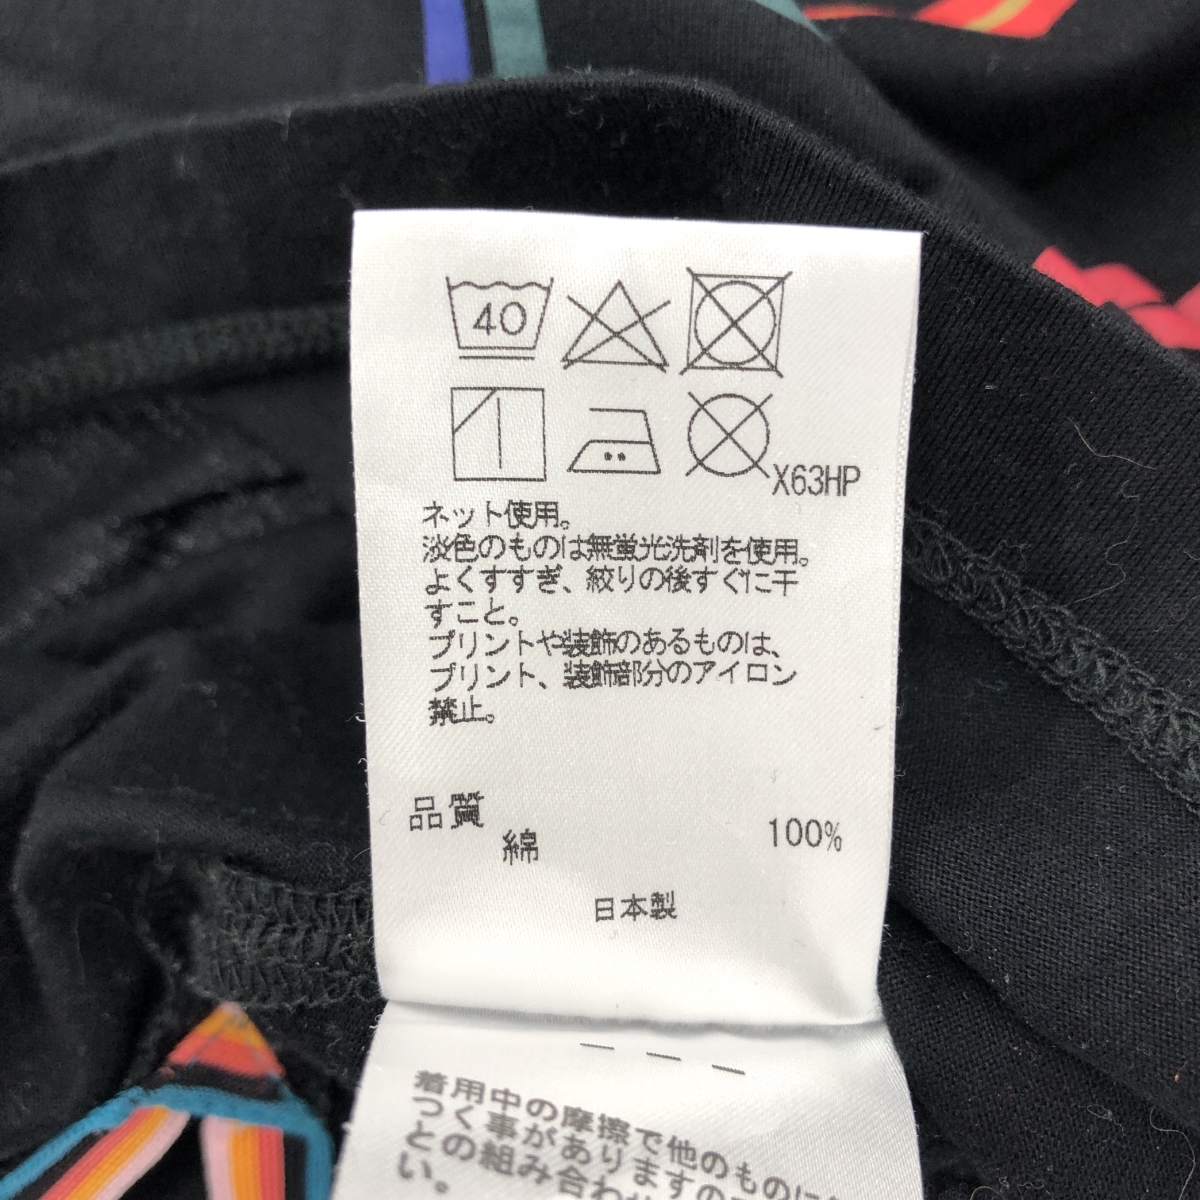 40
X63HP
ネット使用。
淡色のものは無蛍光洗剤を使用。
よくすすぎ、絞りの後すぐに干
すこと。
プリントや装飾のあるものは、
プリント、装飾部分のアイロン
禁止。
品質
綿 100%
日本製
着用中の摩擦で他のものに
つく事がありますので
との組み合わせ
い。